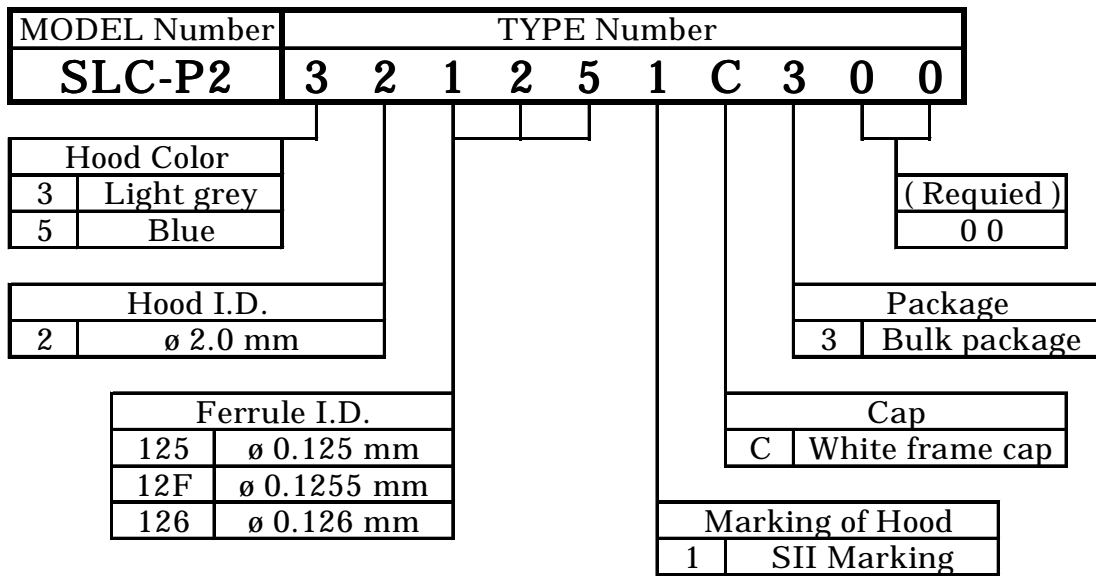 MODEL Number TYPE Number
SLC-P2 3 2 1 2 5 1 C 3 0 0
Hood Color
3 Light grey
5 Blue
( Requied )
0 0
Hood I.D.
2 ø 2.0 mm
Package
3 Bulk package
Ferrule I.D.
125 ø 0.125 mm
12F ø 0.1255 mm
126 ø 0.126 mm
Cap
C White frame cap
Marking of Hood
1 SII Marking